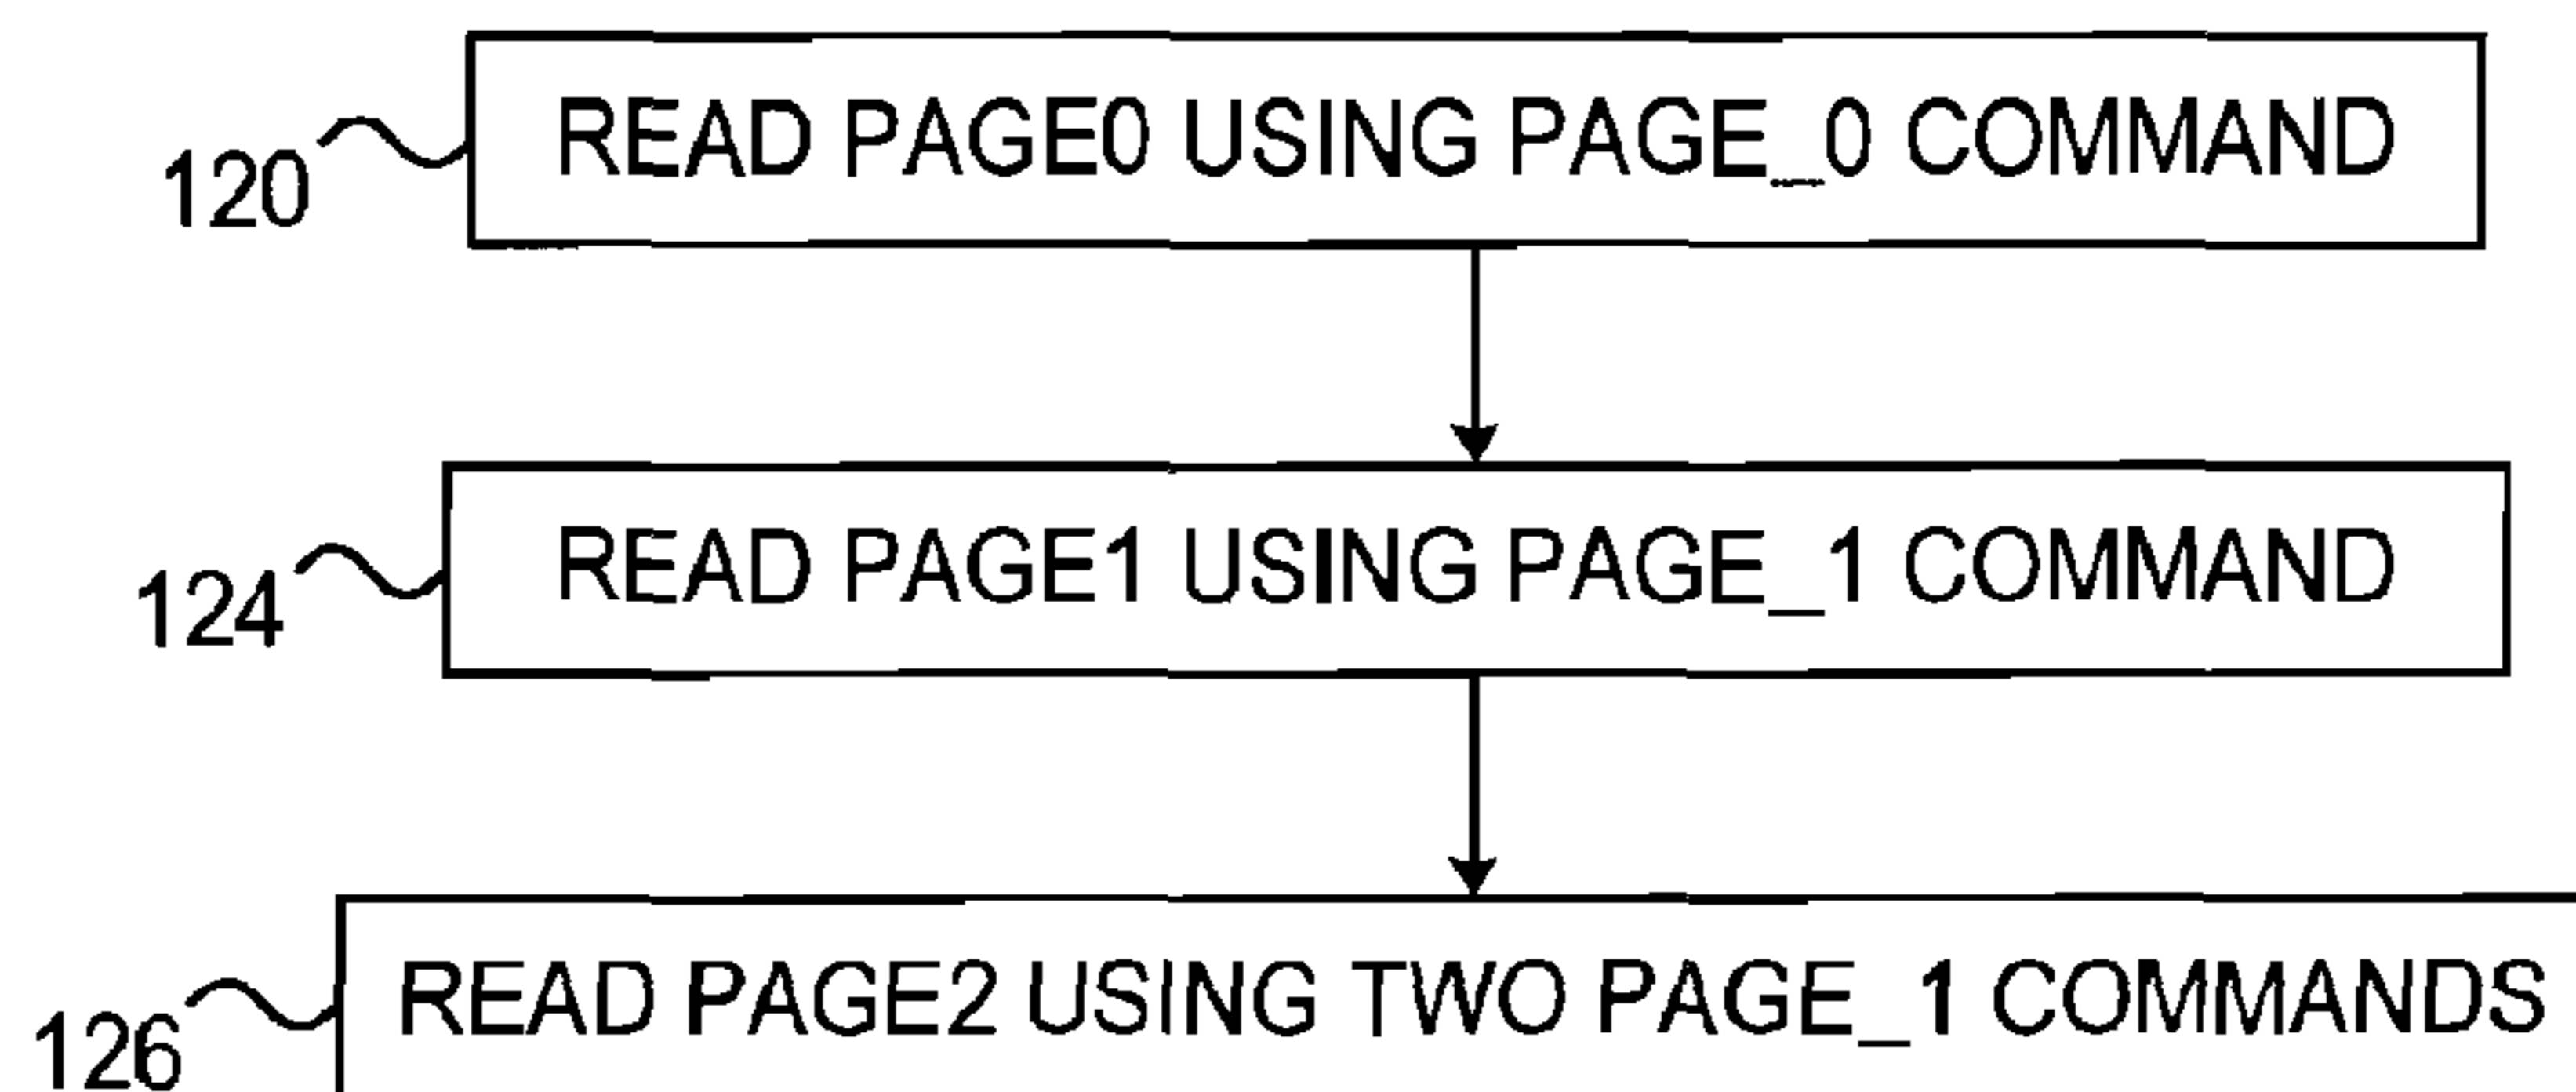 READ PAGE0 USING PAGE_0 COMMAND
120
READ PAGE1 USING PAGE_1 COMMAND
124
READ PAGE2 USING TWO PAGE_1 COMMANDS
126